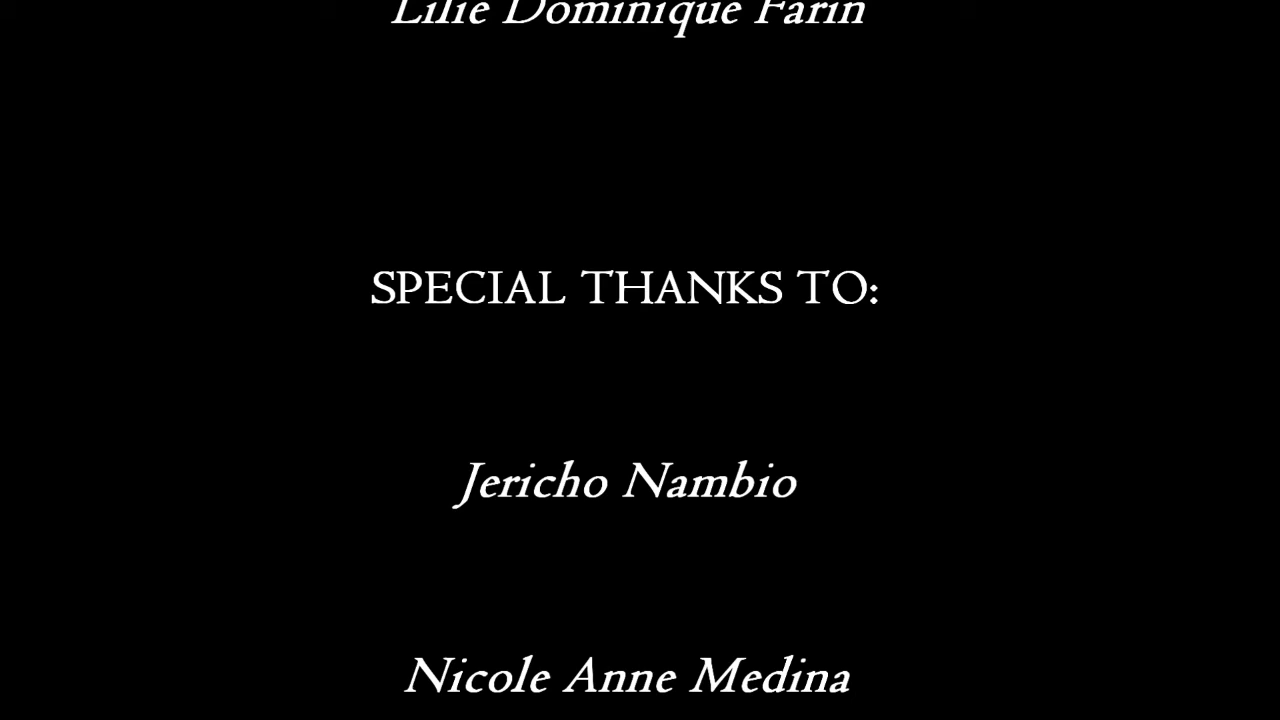 Lilie Dominique Farin
SPECIAL THANKS TO:
Jericho Nambio
Nicole Anne Medina